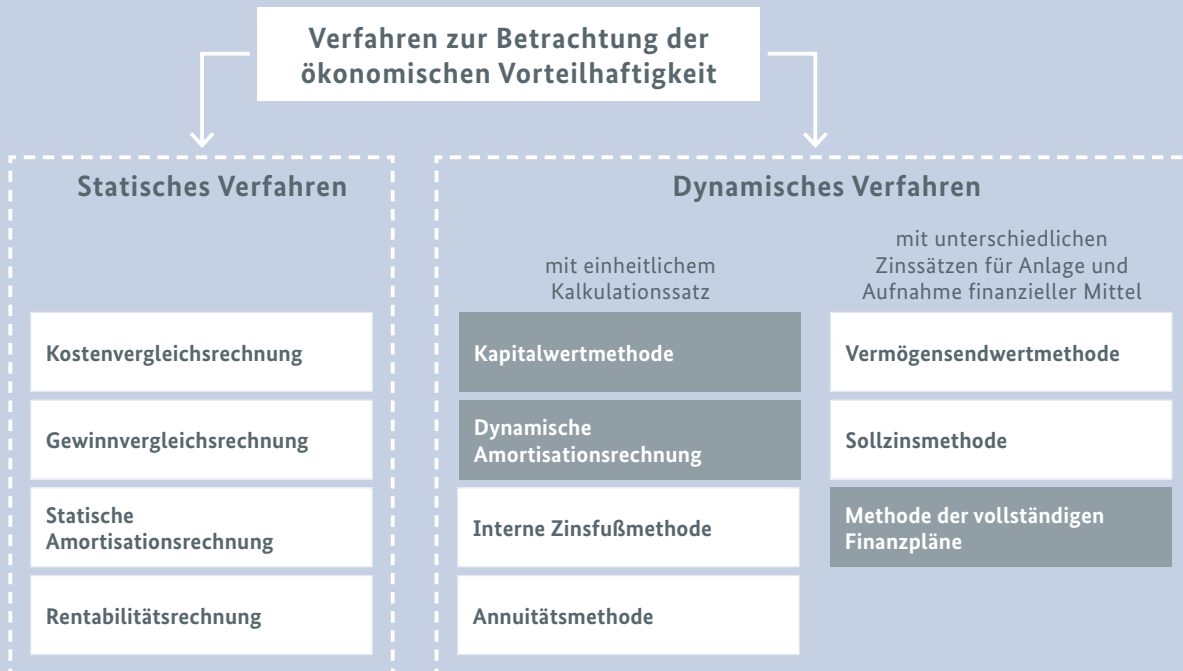 Verfahren zur Betrachtung der
ökonomischen Vorteilhaftigkeit
Statisches Verfahren
Kostenvergleichsrechnung
Gewinnvergleichsrechnung
Statische
Amortisationsrechnung
Rentabilitätsrechnung
Dynamisches Verfahren
mit einheitlichem
Kalkulationssatz
Kapitalwertmethode
Dynamische
Amortisationsrechnung
Interne Zinsfußmethode
Annuitätsmethode
mit unterschiedlichen
Zinssätzen für Anlage und
Aufnahme finanzieller Mittel
Vermögensendwertmethode
Sollzinsmethode
Methode der vollständigen
Finanzpläne